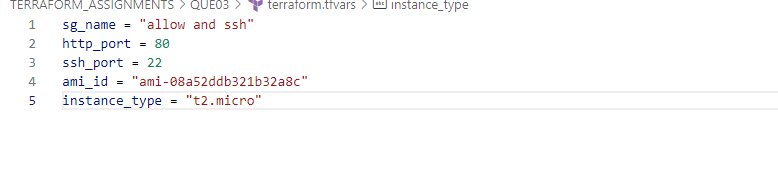 TERRAFORM_ASSIGNMENTS > QUE03 > terraform.tfvars > instance_type
1 sg_name = "allow and ssh"
2 http_port = 80
3 ssh_port = 22
4 ami_id = "ami-08a52ddb321b32a8c"
5 instance_type = "t2.micro"